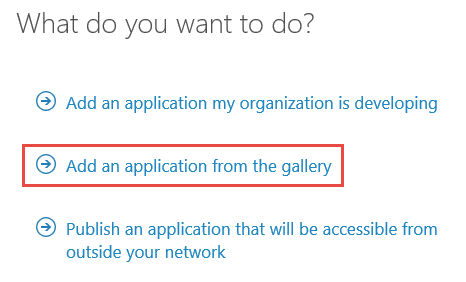 What do you want to do?
Add an application my organization is developing
Add an application from the gallery
Publish an application that will be accessible from
outside your network